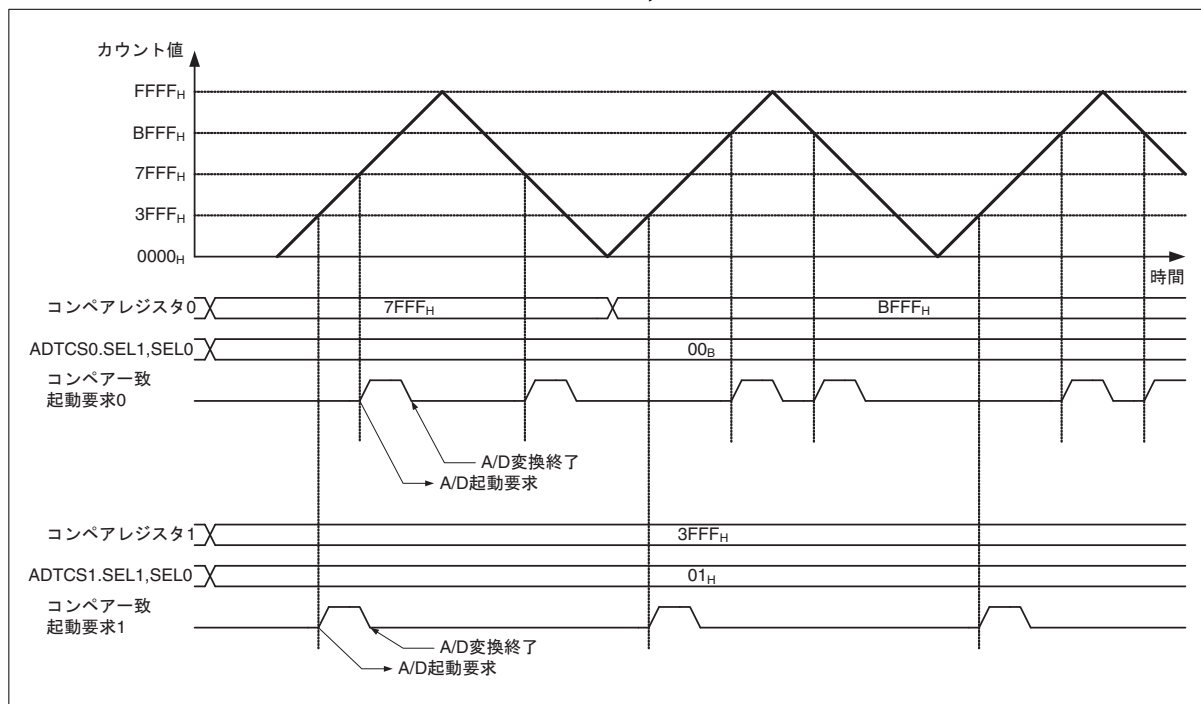 カウント値
FFFFH
BFFFH
7FFFH
3FFFH
0000H
時間
コンペアレジスタ0
7FFFH
BFFFH
ADTCS0.SEL1,SEL0
00B
コンペア一致
起動要求0
A/D変換終了
A/D起動要求
コンペアレジスタ1
3FFFH
ADTCS1.SEL1,SEL0
01H
コンペア一致
起動要求1
A/D変換終了
A/D起動要求